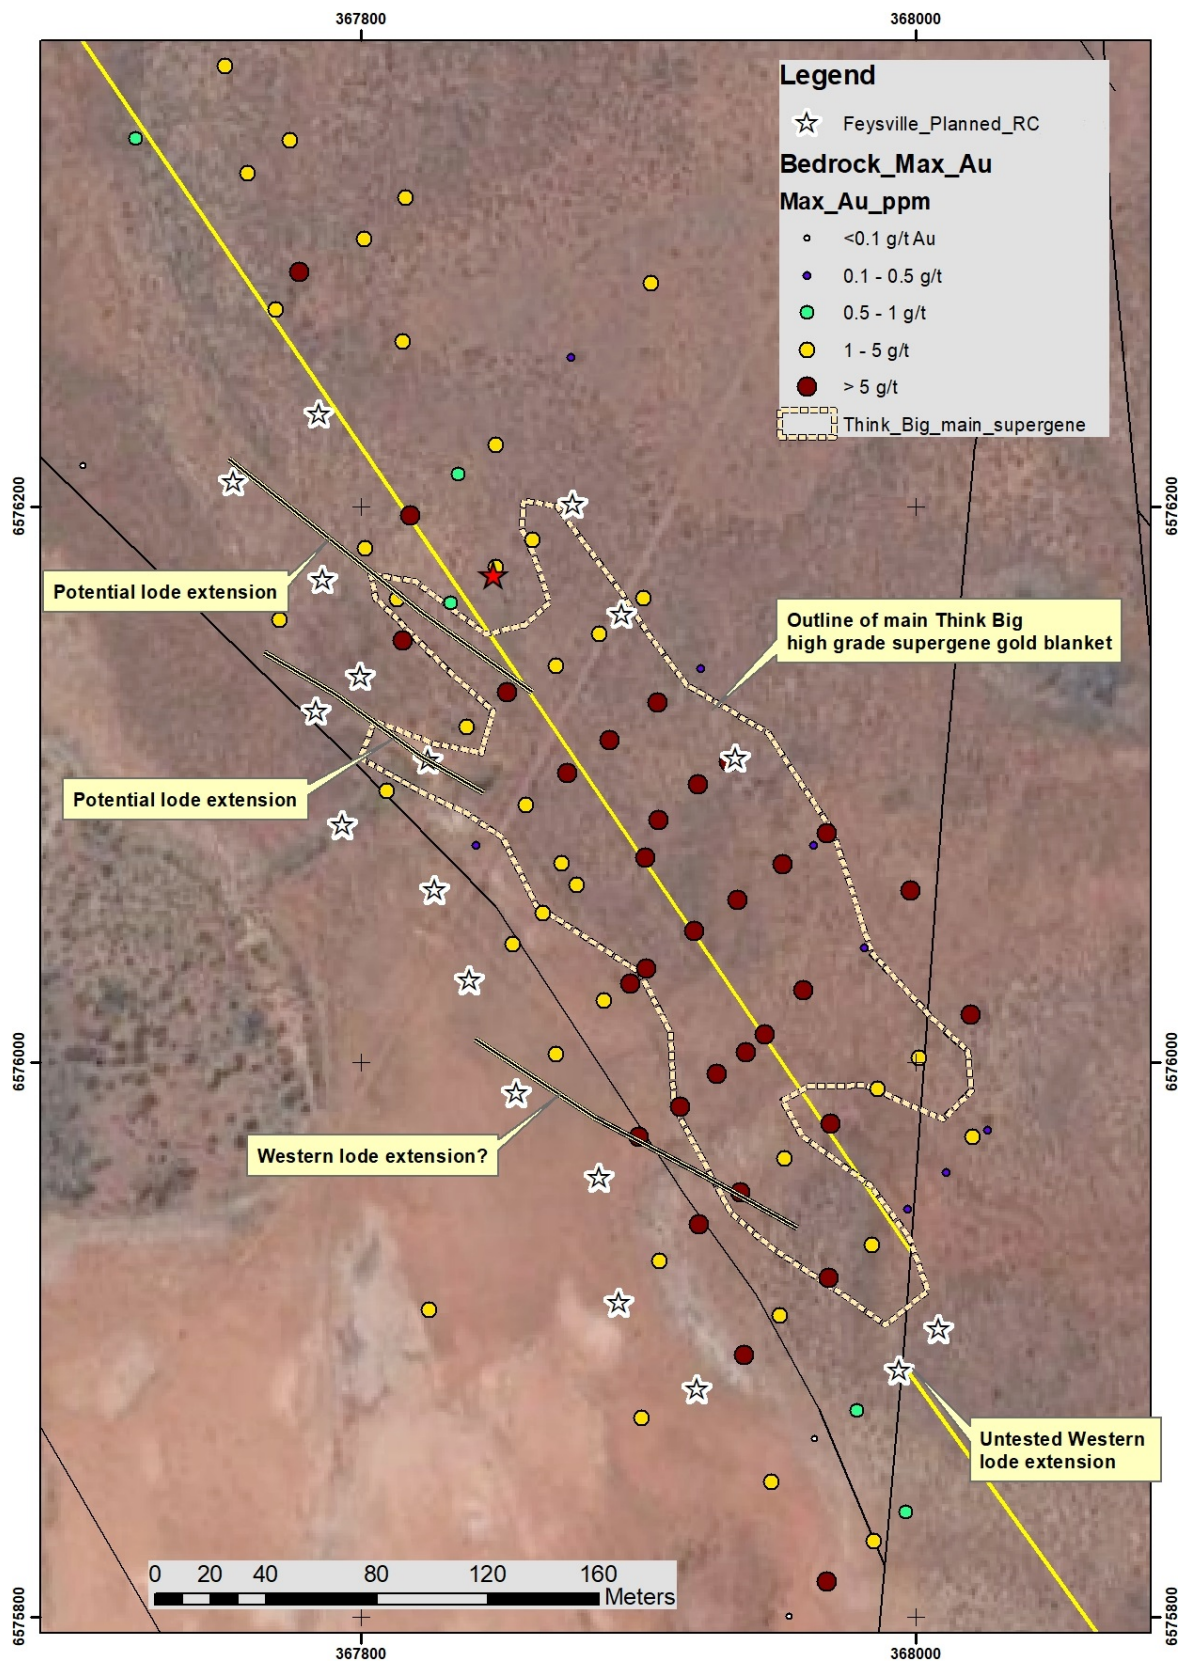 367800
368000
Legend
Feysville_Planned_RC
Bedrock_Max_Au
Max_Au_ppm
<0.1 g/t Au
0.1 - 0.5 g/t
0.5 - 1 g/t
1 - 5 g/t
> 5 g/t
Think_Big_main_supergene
6576200
6576200
Potential lode extension
Outline of main Think Big
high grade supergene gold blanket
Potential lode extension
6576000
6576000
Western lode extension?
Untested Western
lode extension
0 20 40 80 120 160
Meters
6575800
6575800
367800
368000